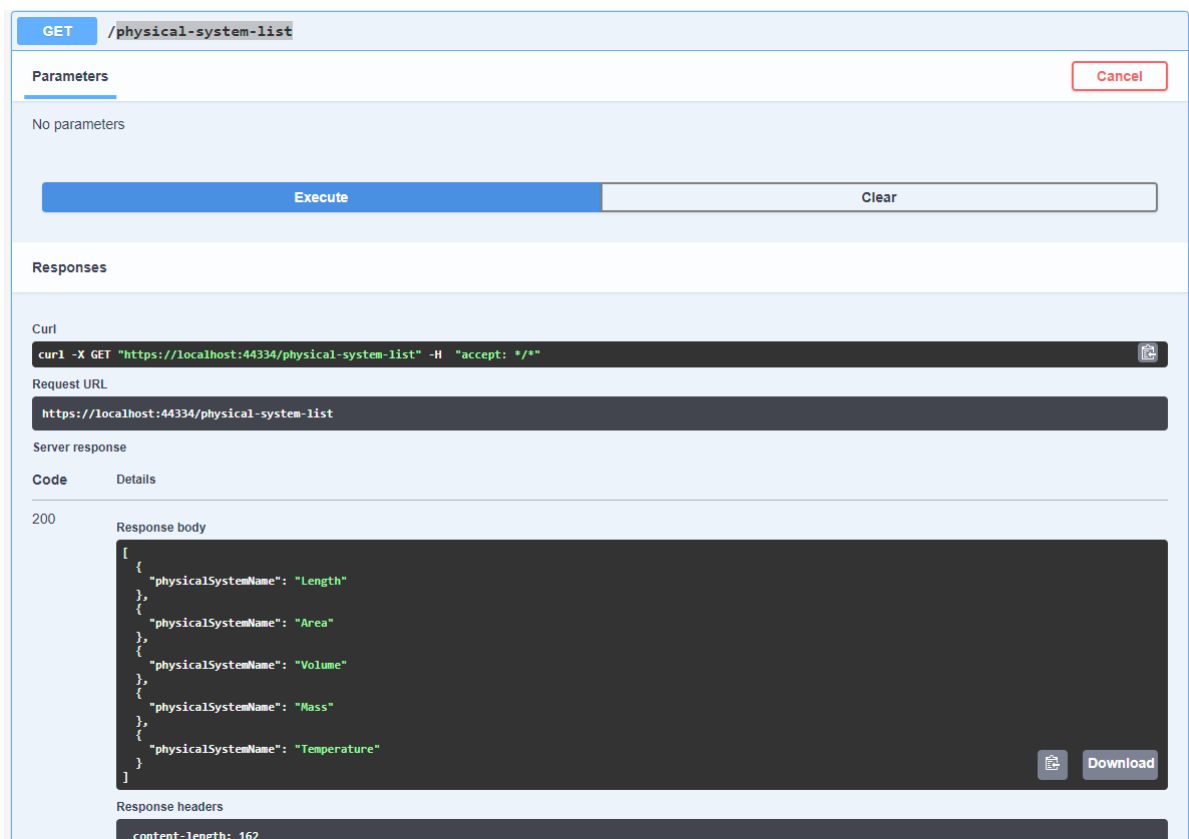 GET /physical-system-list
Parameters Cancel
No parameters
Execute Clear
Responses
Curl
curl -X GET "https://localhost:44334/physical-system-list" -H  "accept: */*"
Request URL
https://localhost:44334/physical-system-list
Server response
Code Details
200
Response body
[
  {
    "physicalSystemName": "Length"
  },
  {
    "physicalSystemName": "Area"
  },
  {
    "physicalSystemName": "Volume"
  },
  {
    "physicalSystemName": "Mass"
  },
  {
    "physicalSystemName": "Temperature"
  }
]
Download
Response headers
content-length: 162